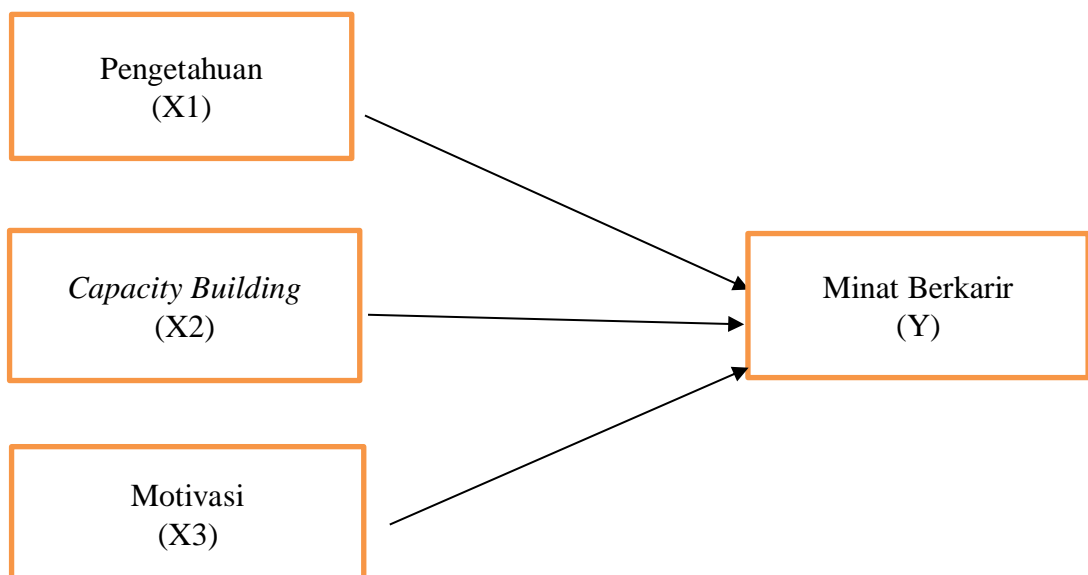 Pengetahuan
(X1)
Capacity Building
(X2)
Minat Berkarir
(Y)
Motivasi
(X3)